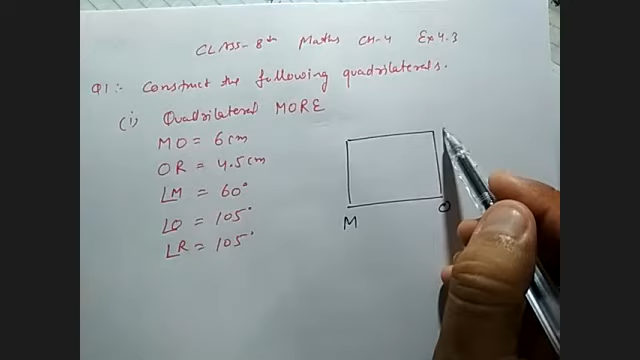 CLASS-8th Maths CH-4 Ex 4.3
Q1:- Construct the following quadrilaterals.
(i) Quadrilateral MORE
MO = 6cm
OR = 4.5cm
∠M = 60°
∠O = 105°
∠R = 105°
M O